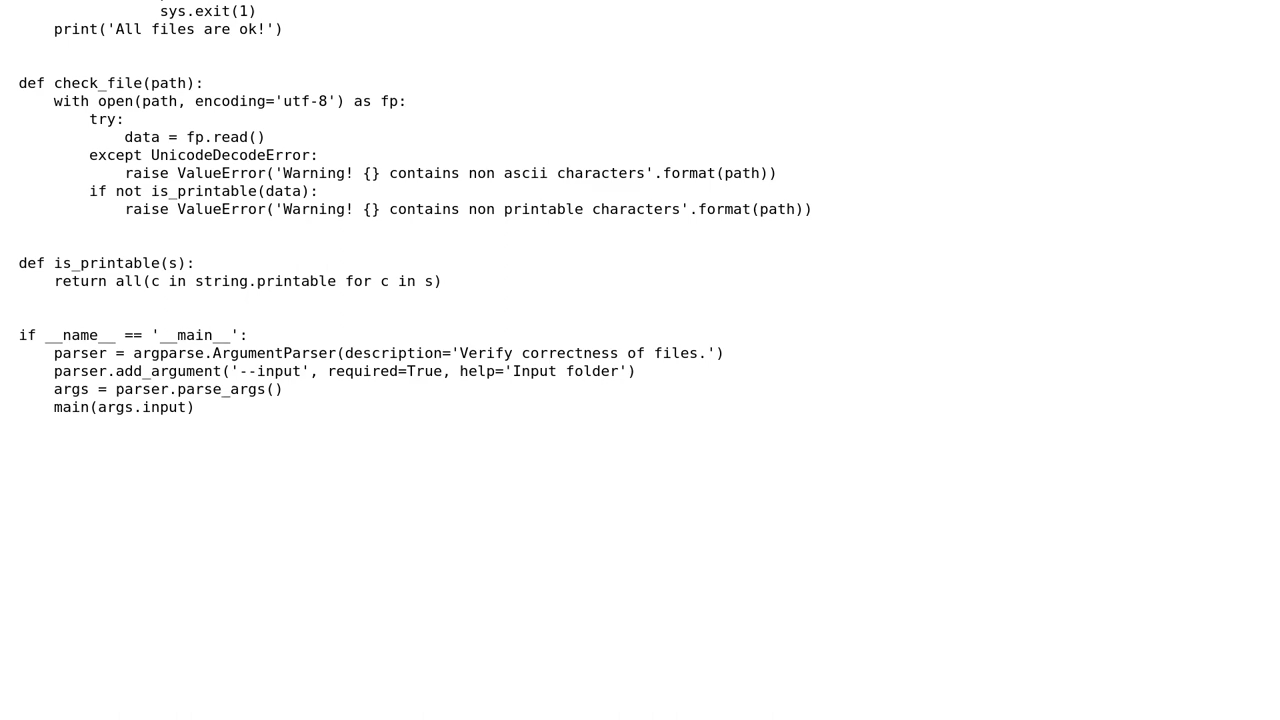 sys.exit(1)
    print('All files are ok!')


def check_file(path):
    with open(path, encoding='utf-8') as fp:
        try:
            data = fp.read()
        except UnicodeDecodeError:
            raise ValueError('Warning! {} contains non ascii characters'.format(path))
        if not is_printable(data):
            raise ValueError('Warning! {} contains non printable characters'.format(path))


def is_printable(s):
    return all(c in string.printable for c in s)


if __name__ == '__main__':
    parser = argparse.ArgumentParser(description='Verify correctness of files.')
    parser.add_argument('--input', required=True, help='Input folder')
    args = parser.parse_args()
    main(args.input)